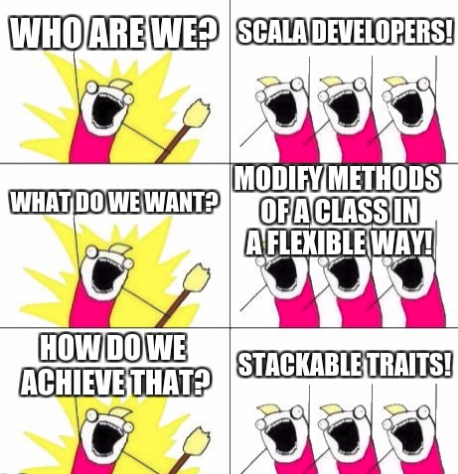 WHO ARE WE?
SCALA DEVELOPERS!
WHAT DO WE WANT?
MODIFY METHODS
OF A CLASS IN
A FLEXIBLE WAY!
HOW DO WE
ACHIEVE THAT?
STACKABLE TRAITS!